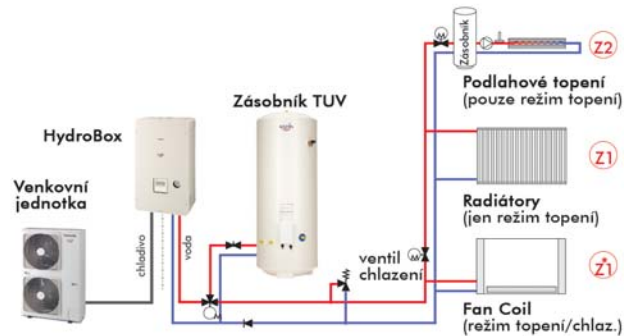 Zásobník
Z2
Podlahové topení
(pouze režim topení)
Zásobník TUV
HydroBox
Z1
Venkovní
jednotka
Radiátory
(jen režim topení)
chladivo
voda
ventil
chlazení
Z1*
Fan Coil
(režim topení/chlaz.)
M